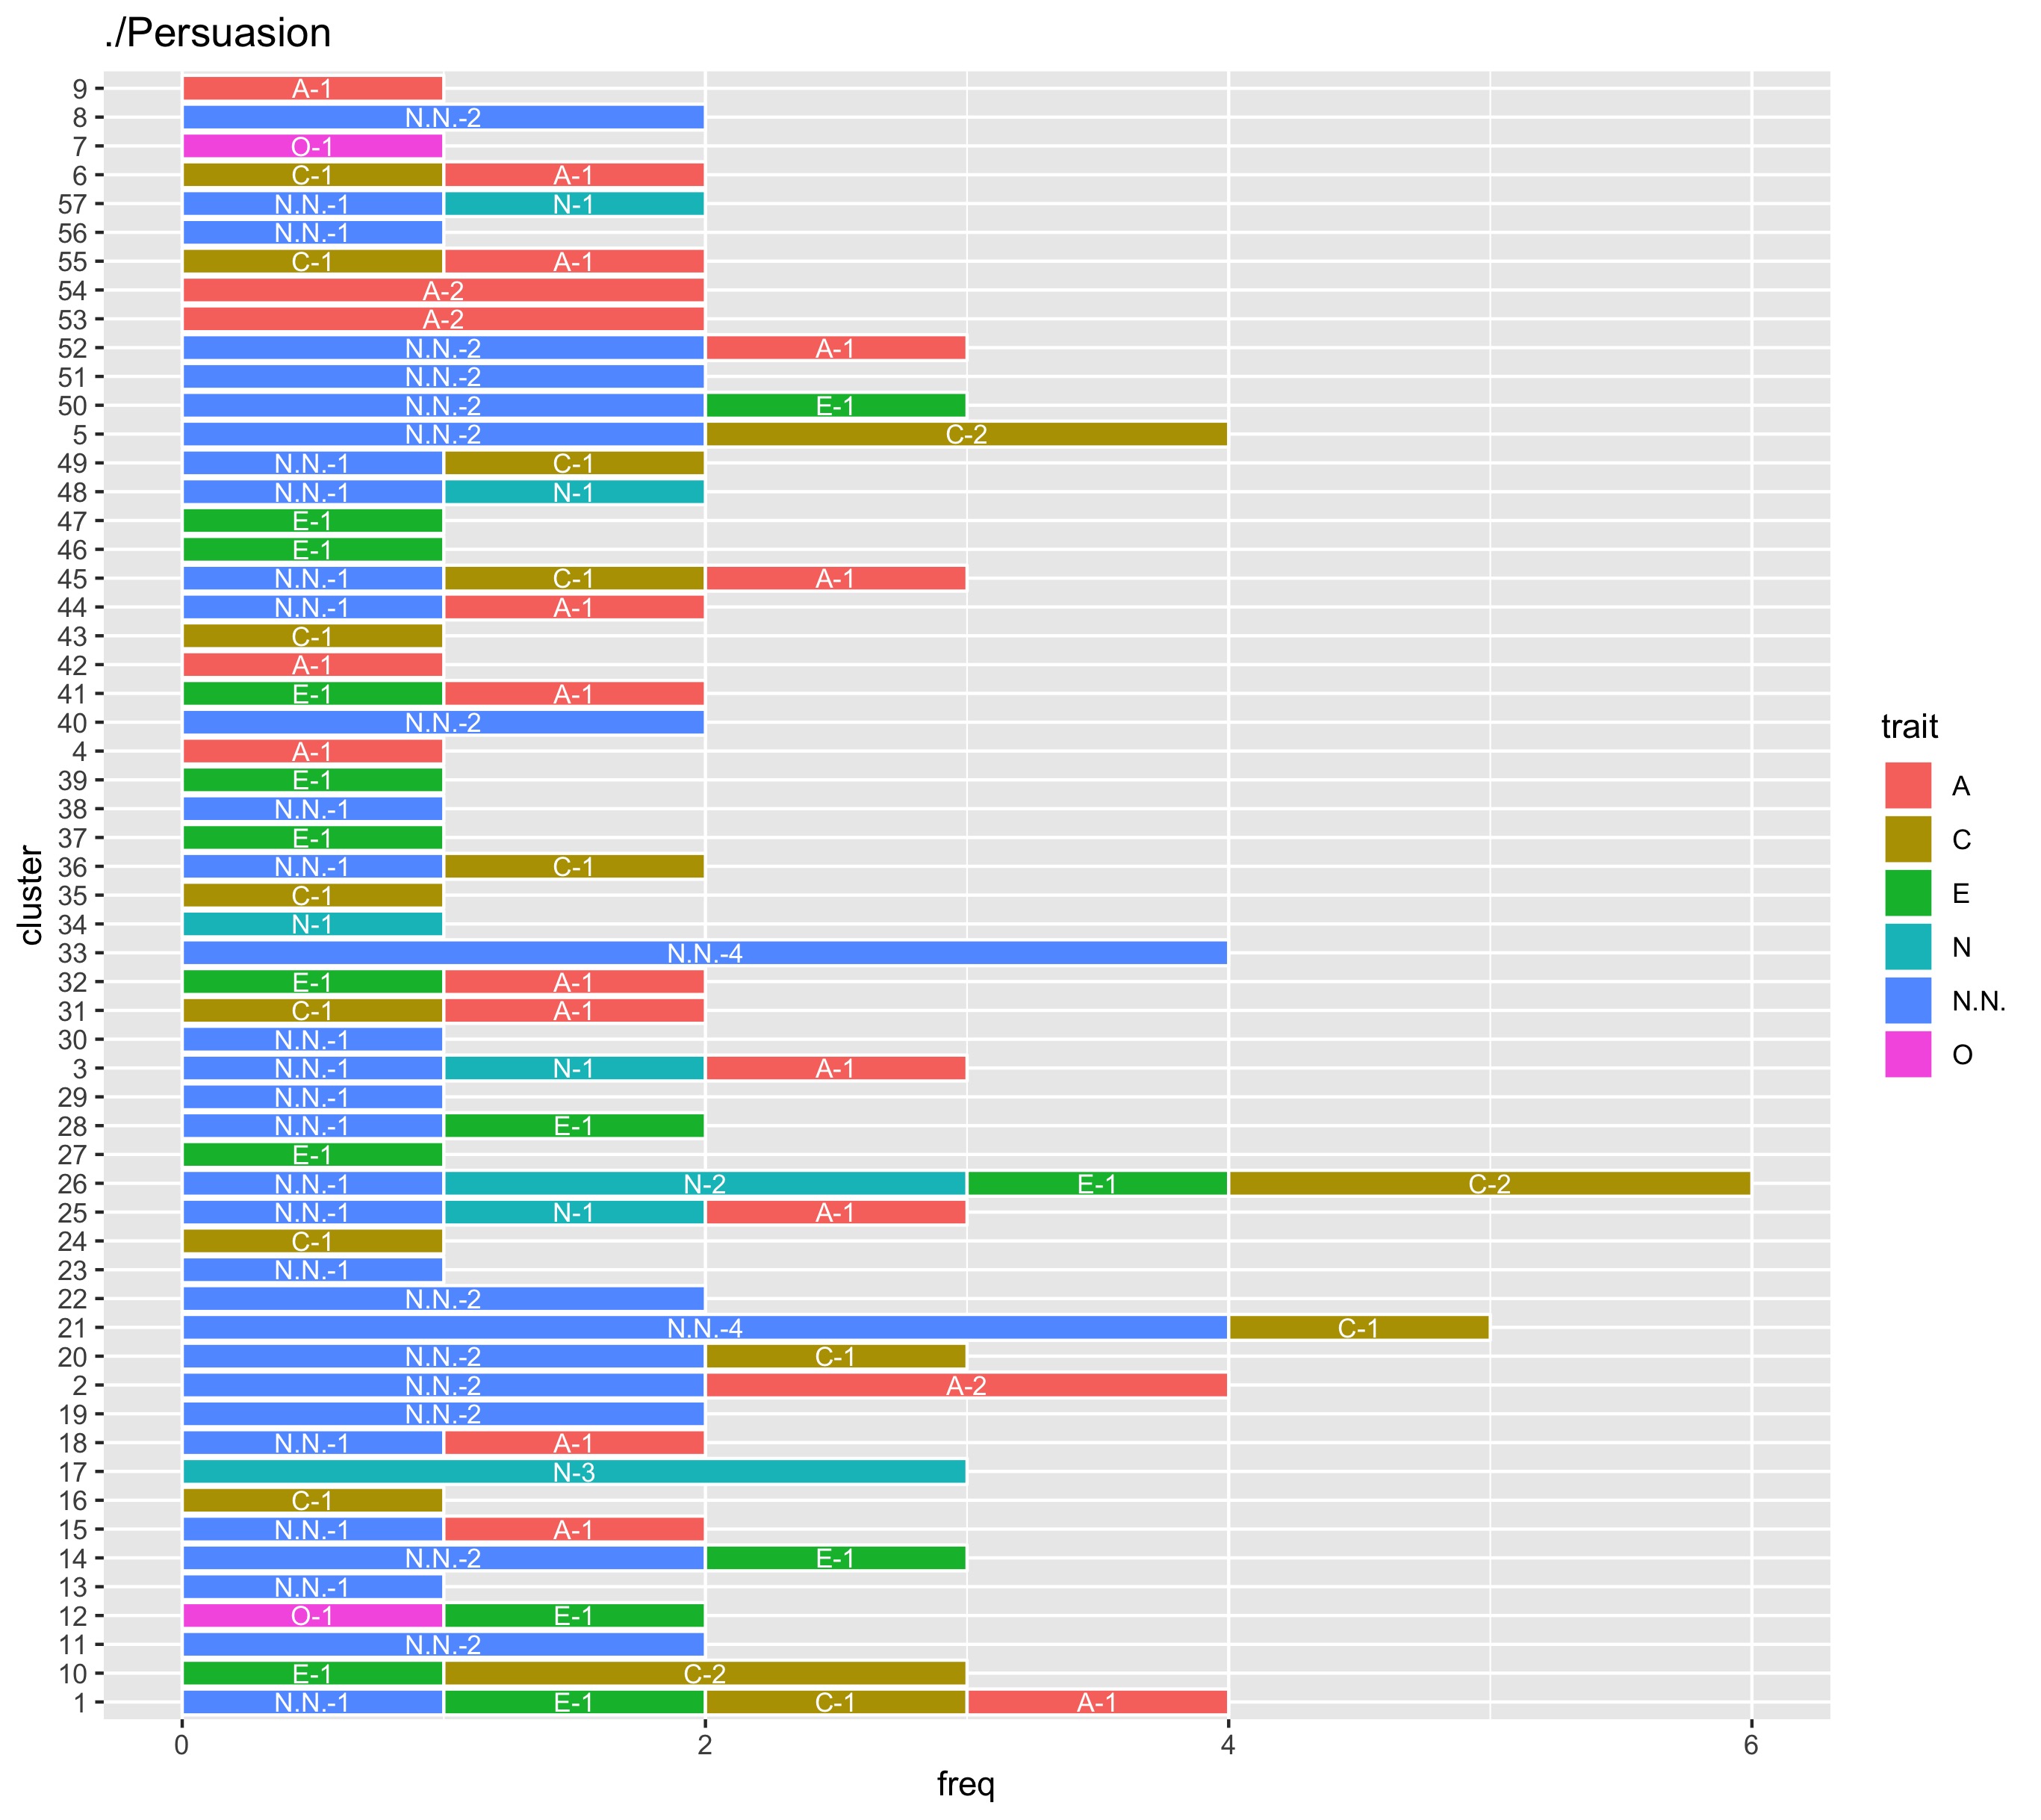 ./Persuasion
9 A-1
8 N.N.-2
7 O-1
6 C-1 A-1
57 N.N.-1 N-1
56 N.N.-1
55 C-1 A-1
54 A-2
53 A-2
52 N.N.-2 A-1
51 N.N.-2
50 N.N.-2 E-1
5 N.N.-2 C-2
49 N.N.-1 C-1
48 N.N.-1 N-1
47 E-1
46 E-1
45 N.N.-1 C-1 A-1
44 N.N.-1 A-1
43 C-1
42 A-1
41 E-1 A-1
40 N.N.-2
4 A-1
39 E-1
38 N.N.-1
37 E-1
36 N.N.-1 C-1
35 C-1
34 N-1
33 N.N.-4
32 E-1 A-1
31 C-1 A-1
30 N.N.-1
3 N.N.-1 N-1 A-1
29 N.N.-1
28 N.N.-1 E-1
27 E-1
26 N.N.-1 N-2 E-1 C-2
25 N.N.-1 N-1 A-1
24 C-1
23 N.N.-1
22 N.N.-2
21 N.N.-4 C-1
20 N.N.-2 C-1
2 N.N.-2 A-2
19 N.N.-2
18 N.N.-1 A-1
17 N-3
16 C-1
15 N.N.-1 A-1
14 N.N.-2 E-1
13 N.N.-1
12 O-1 E-1
11 N.N.-2
10 E-1 C-2
1 N.N.-1 E-1 C-1 A-1
0 2 4 6
freq
cluster
trait
A
C
E
N
N.N.
O